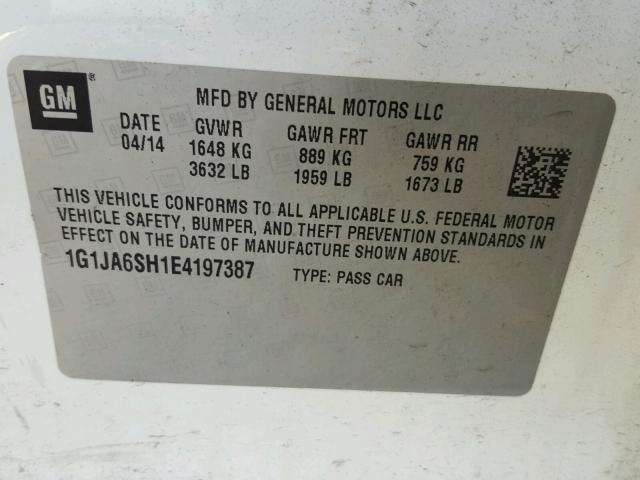 GM ®
MFD BY GENERAL MOTORS LLC
DATE GVWR GAWR FRT GAWR RR
04/14 1648 KG 889 KG 759 KG
3632 LB 1959 LB 1673 LB
THIS VEHICLE CONFORMS TO ALL APPLICABLE U.S. FEDERAL MOTOR
VEHICLE SAFETY, BUMPER, AND THEFT PREVENTION STANDARDS IN
EFFECT ON THE DATE OF MANUFACTURE SHOWN ABOVE.
1G1JA6SH1E4197387 TYPE: PASS CAR